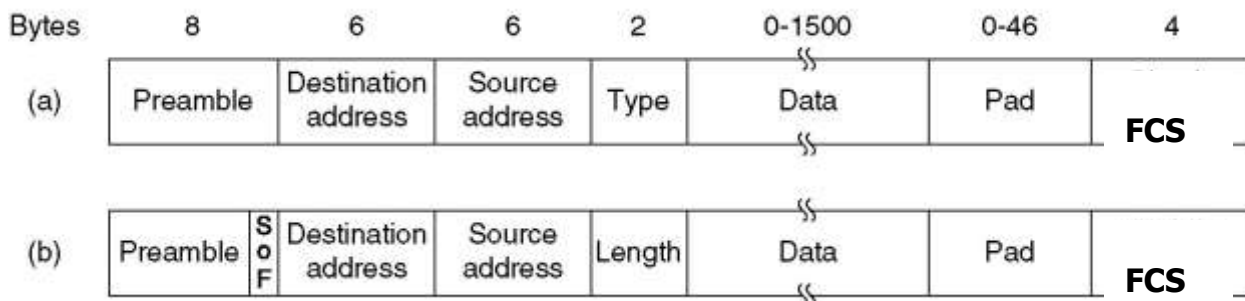 Bytes 8 6 6 2 0-1500 0-46 4
(a) Preamble Destination address Source address Type Data Pad FCS
(b) Preamble SoF Destination address Source address Length Data Pad FCS